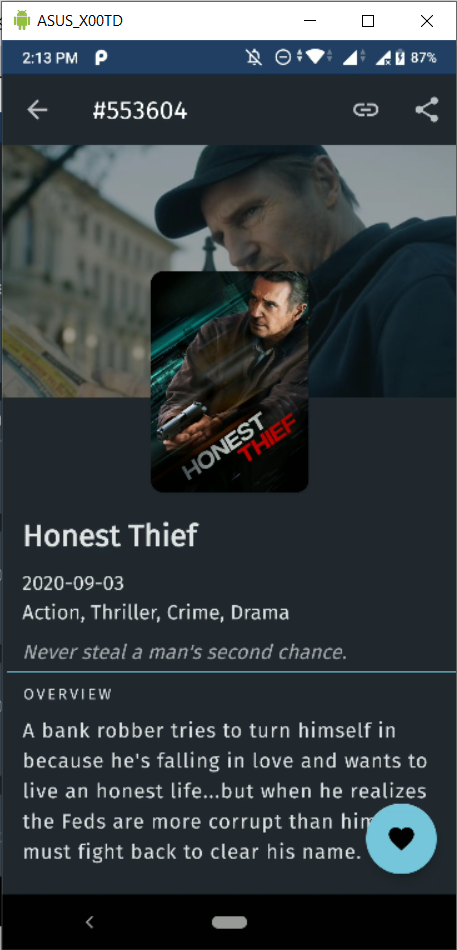 ASUS_X00TD
2:13 PM
87%
#553604
HONEST
THIEF
Honest Thief
2020-09-03
Action, Thriller, Crime, Drama
Never steal a man's second chance.
OVERVIEW
A bank robber tries to turn himself in
because he's falling in love and wants to
live an honest life...but when he realizes
the Feds are more corrupt than
must fight back to clear his name.